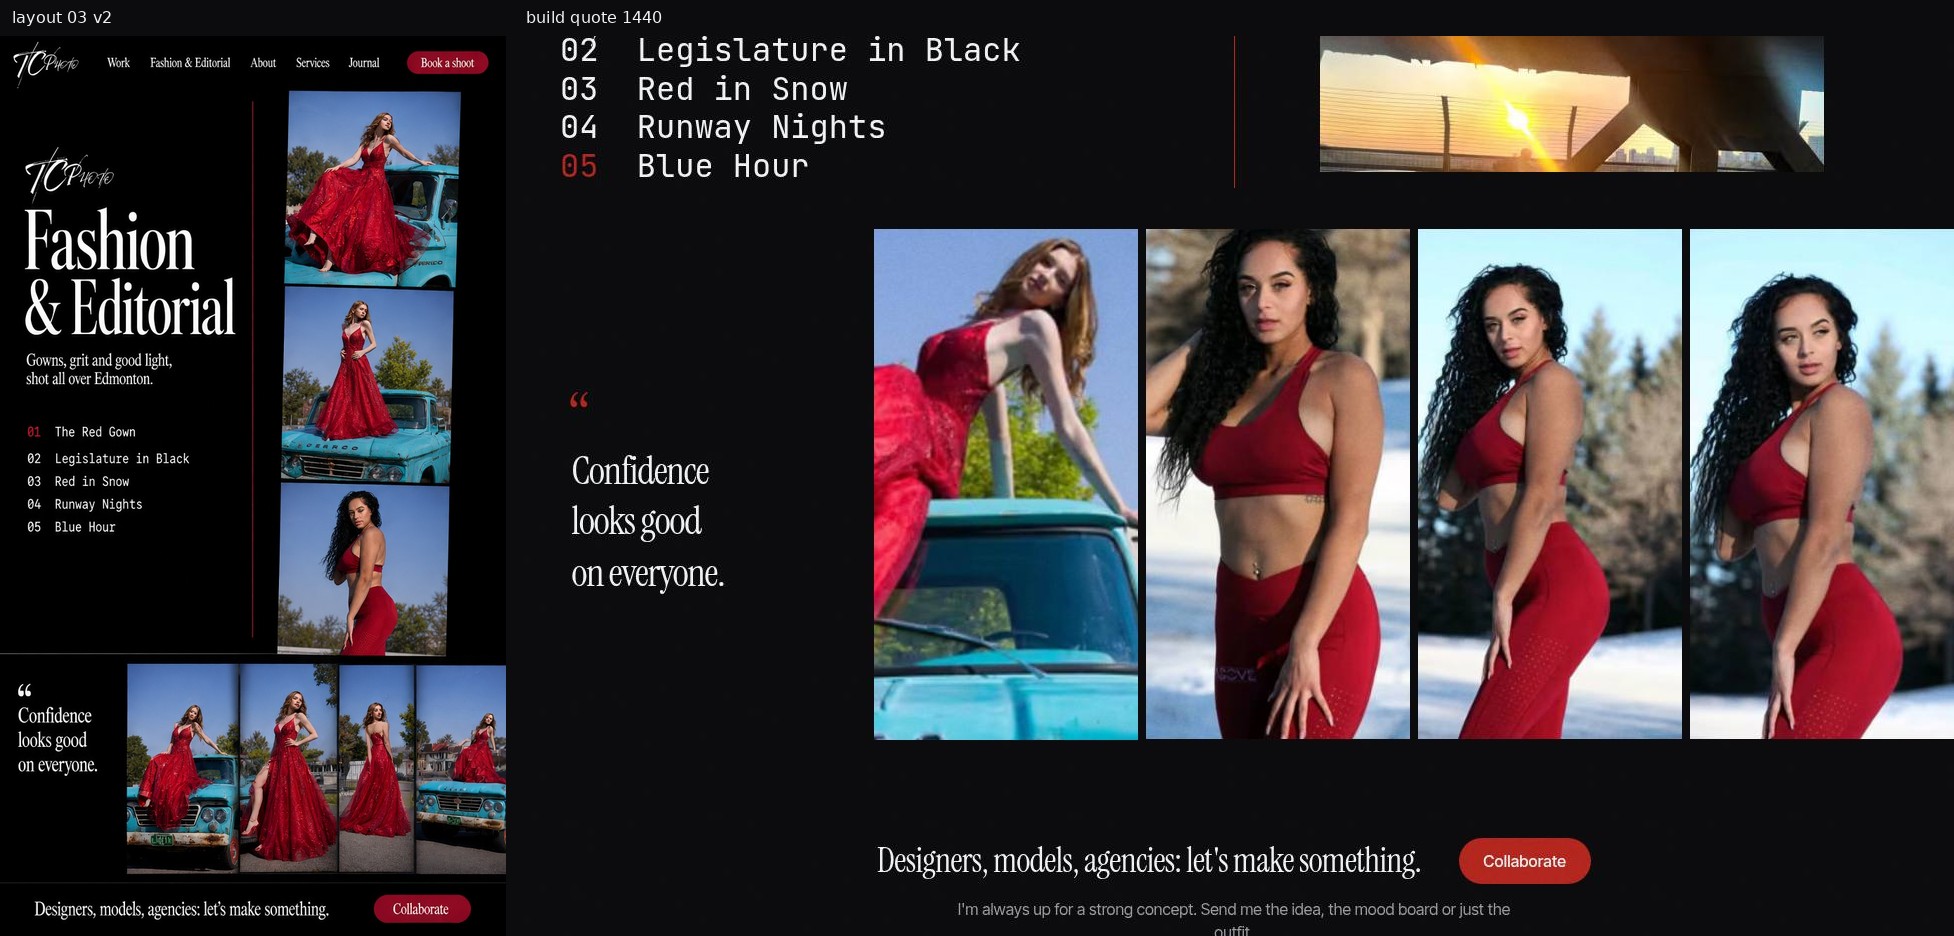 layout 03 v2
TCPhoto
Work
Fashion & Editorial
About
Services
Journal
Book a shoot
TCPhoto
Fashion
& Editorial
Gowns, grit and good light,
shot all over Edmonton.
01 The Red Gown
02 Legislature in Black
03 Red in Snow
04 Runway Nights
05 Blue Hour
“
Confidence
looks good
on everyone.
Designers, models, agencies: let's make something.
Collaborate
build quote 1440
02 Legislature in Black
03 Red in Snow
04 Runway Nights
05 Blue Hour
“
Confidence
looks good
on everyone.
Designers, models, agencies: let's make something.
Collaborate
I'm always up for a strong concept. Send me the idea, the mood board or just the
outfit.